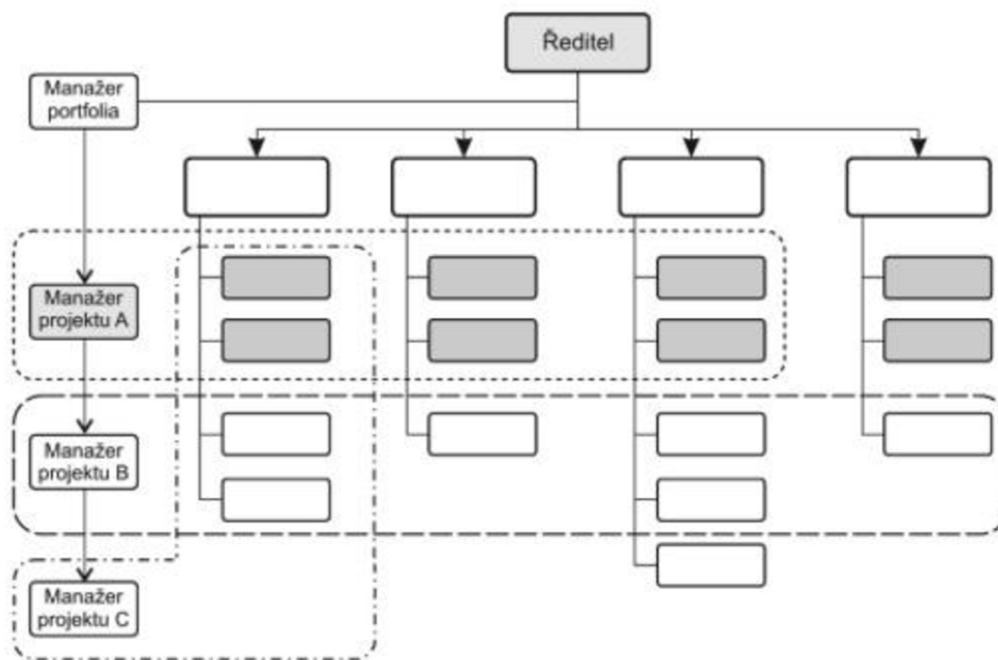 Ředitel
Manažer
portfolia
Manažer
projektu A
Manažer
projektu B
Manažer
projektu C